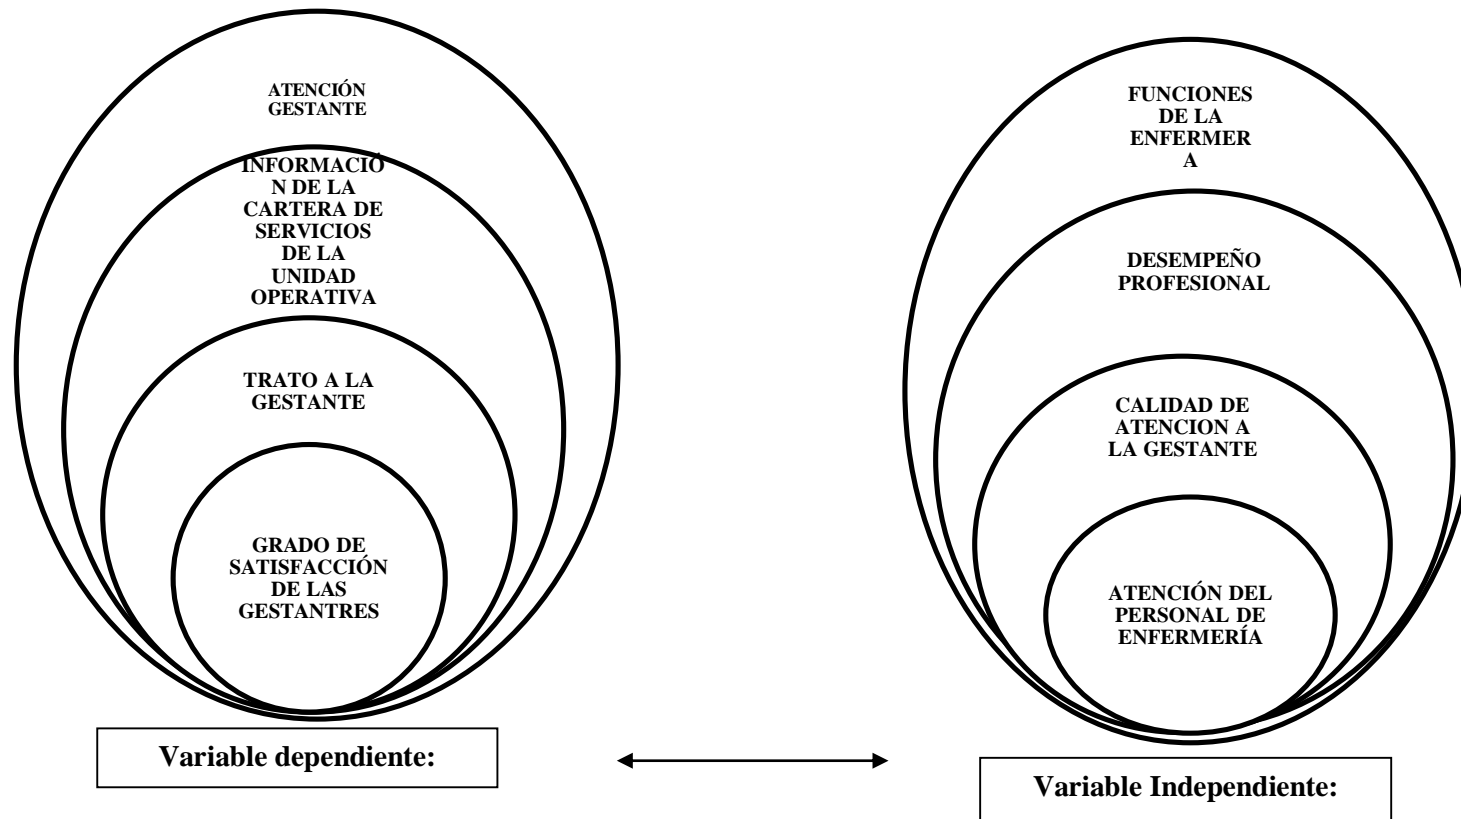 ATENCIÓN
GESTANTE
INFORMACIÓ
N DE LA
CARTERA DE
SERVICIOS
DE LA
UNIDAD
OPERATIVA
TRATO A LA
GESTANTE
GRADO DE
SATISFACCIÓN
DE LAS
GESTANTRES
Variable dependiente:
FUNCIONES
DE LA
ENFERMER
A
DESEMPEÑO
PROFESIONAL
CALIDAD DE
ATENCION A
LA GESTANTE
ATENCIÓN DEL
PERSONAL DE
ENFERMERÍA
Variable Independiente: